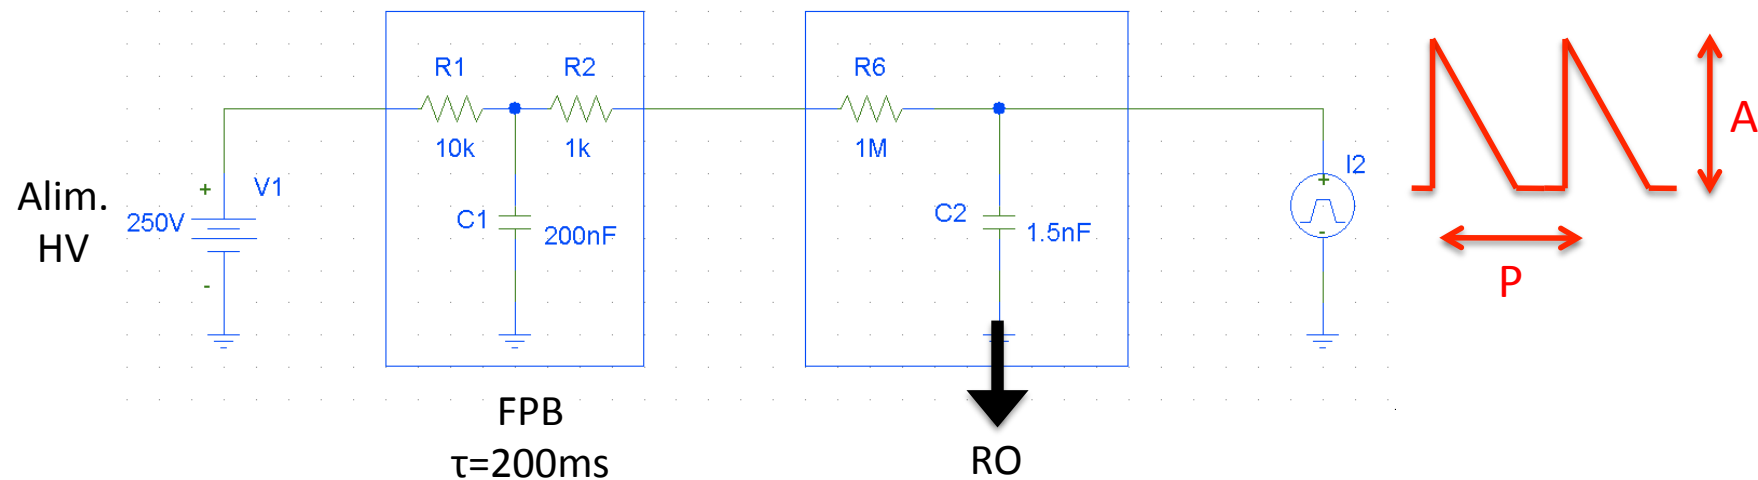 Alim.
HV
250V
V1
+
-
R1
10k
R2
1k
C1
200nF
FPB
τ=200ms
R6
1M
C2
1.5nF
RO
I2
+
-
A
P